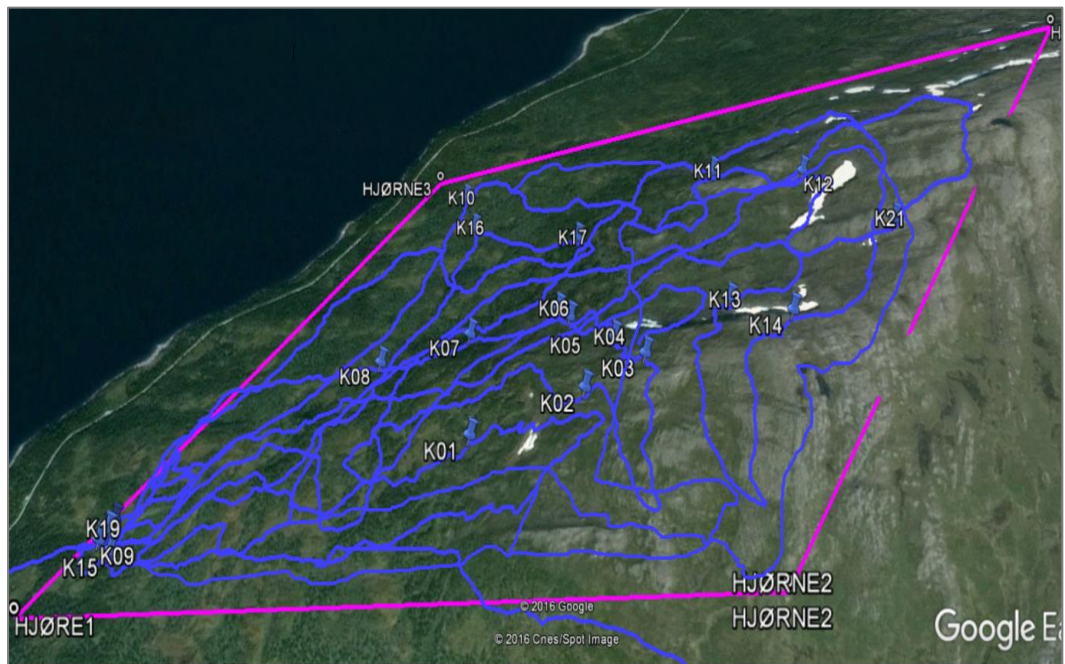 H
HJØRNE3
K10
K11
K12
K16
K17
K21
K13
K06
K14
K04
K05
K07
K03
K08
K02
K01
K19
K09
K15
HJØRNE2
HJØRNE2
HJØRE1
© 2016 Google
© 2016 Cnes/Spot Image
Google Ea